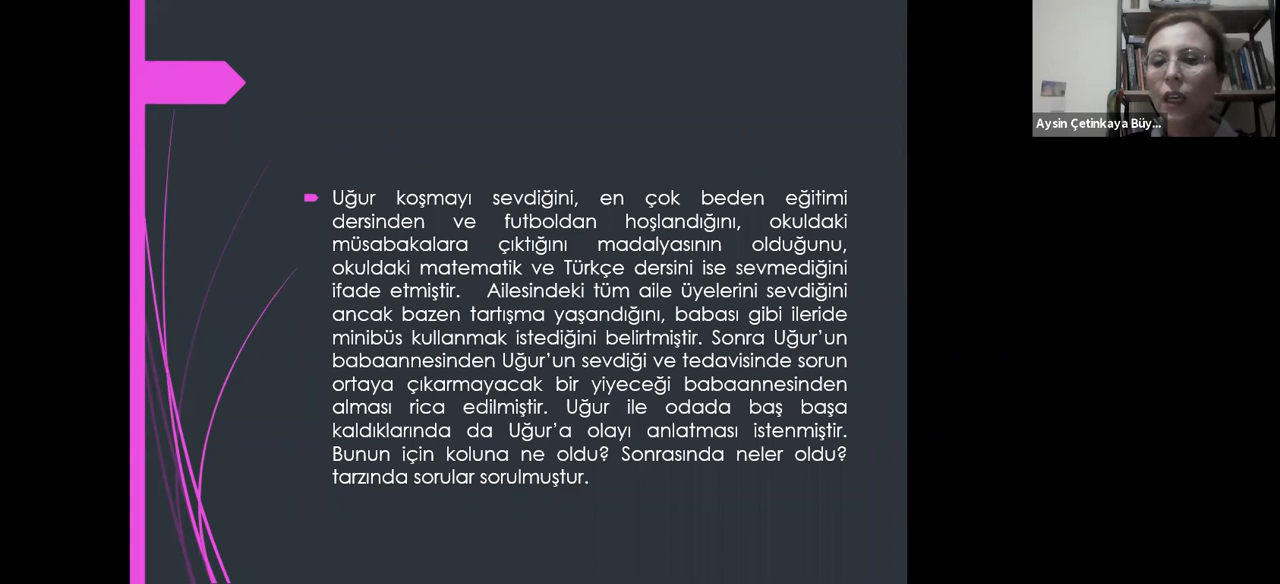 Uğur koşmayı sevdiğini, en çok beden eğitimi
dersinden ve futboldan hoşlandığını, okuldaki
müsabakalara çıktığını madalyasının olduğunu,
okuldaki matematik ve Türkçe dersini ise sevmediğini
ifade etmiştir. Ailesindeki tüm aile üyelerini sevdiğini
ancak bazen tartışma yaşandığını, babası gibi ileride
minibüs kullanmak istediğini belirtmiştir. Sonra Uğur’un
babaannesinden Uğur’un sevdiği ve tedavisinde sorun
ortaya çıkarmayacak bir yiyeceği babaannesinden
alması rica edilmiştir. Uğur ile odada baş başa
kaldıklarında da Uğur’a olayı anlatması istenmiştir.
Bunun için koluna ne oldu? Sonrasında neler oldu?
tarzında sorular sorulmuştur.
Aysin Çetinkaya Büy...